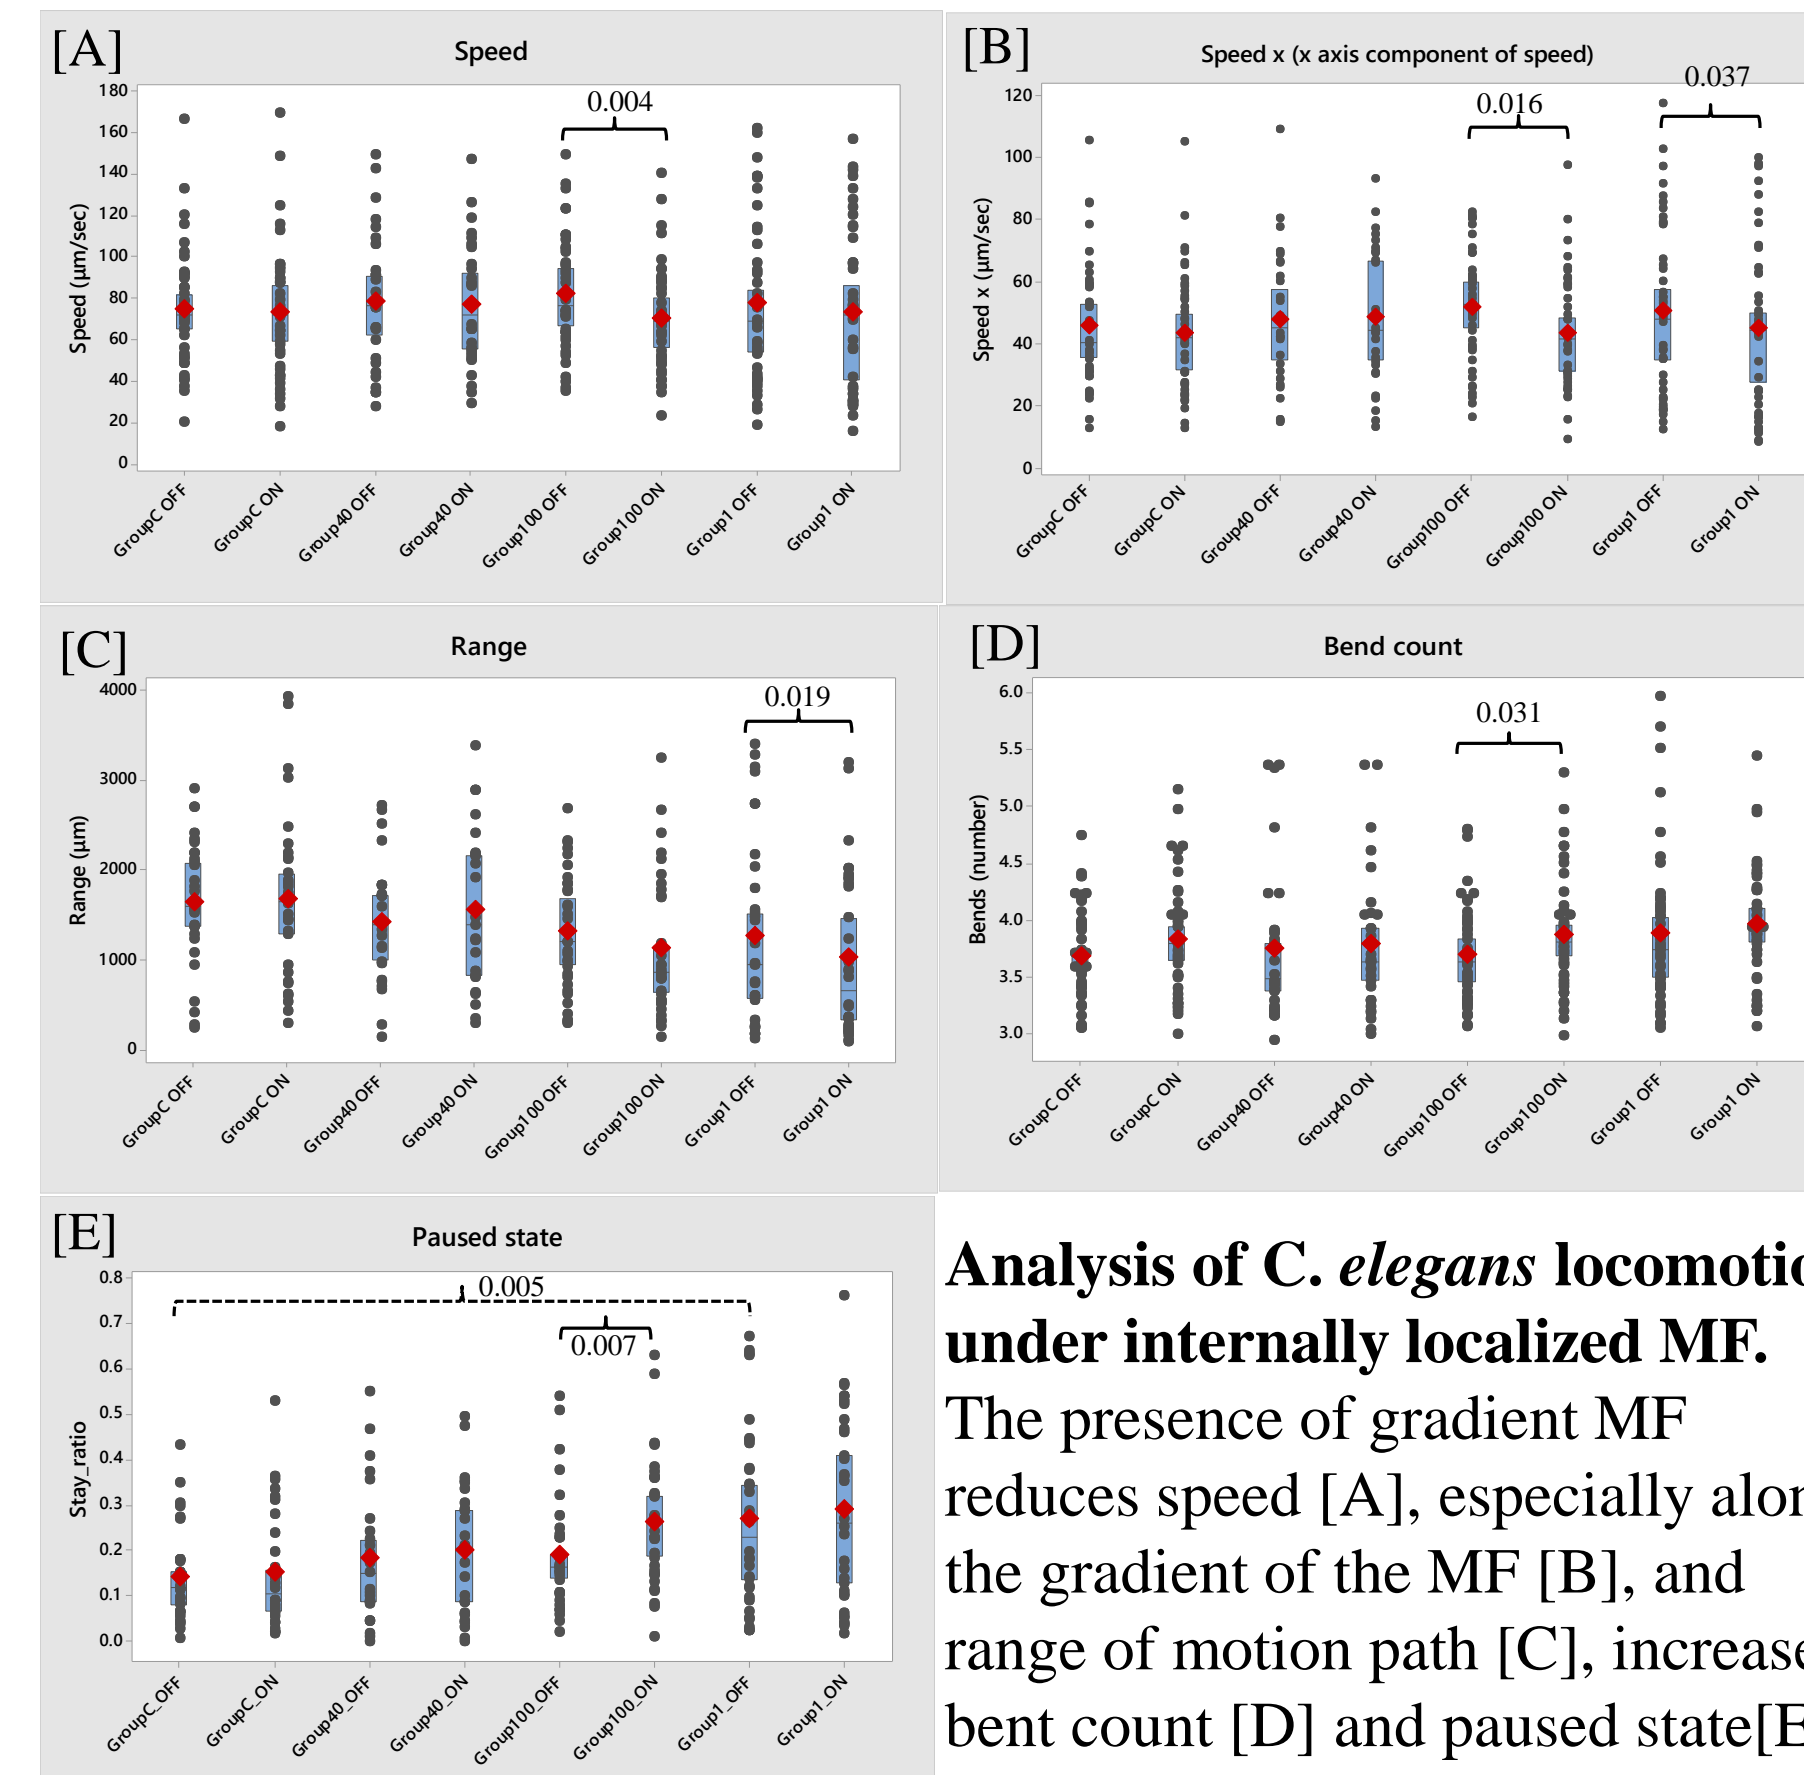 [A]
Speed
0.004
Speed (µm/sec)
180
160
140
120
100
80
60
40
20
0
GroupC OFF
GroupC ON
Group40 OFF
Group40 ON
Group100 OFF
Group100 ON
Group1 OFF
Group1 ON
[B]
Speed x (x axis component of speed)
0.016
0.037
Speed x (µm/sec)
120
100
80
60
40
20
0
GroupC OFF
GroupC ON
Group40 OFF
Group40 ON
Group100 OFF
Group100 ON
Group1 OFF
Group1 ON
[C]
Range
0.019
Range (µm)
4000
3000
2000
1000
0
GroupC OFF
GroupC ON
Group40 OFF
Group40 ON
Group100 OFF
Group100 ON
Group1 OFF
Group1 ON
[D]
Bend count
0.031
Bends (number)
6.0
5.5
5.0
4.5
4.0
3.5
3.0
GroupC OFF
GroupC ON
Group40 OFF
Group40 ON
Group100 OFF
Group100 ON
Group1 OFF
Group1 ON
[E]
Paused state
0.005
0.007
Stay_ratio
0.8
0.7
0.6
0.5
0.4
0.3
0.2
0.1
0.0
GroupC_OFF
GroupC_ON
Group40_OFF
Group40_ON
Group100_OFF
Group100_ON
Group1_OFF
Group1_ON
Analysis of C. elegans locomotio
under internally localized MF.
The presence of gradient MF
reduces speed [A], especially alon
the gradient of the MF [B], and
range of motion path [C], increase
bent count [D] and paused state[E